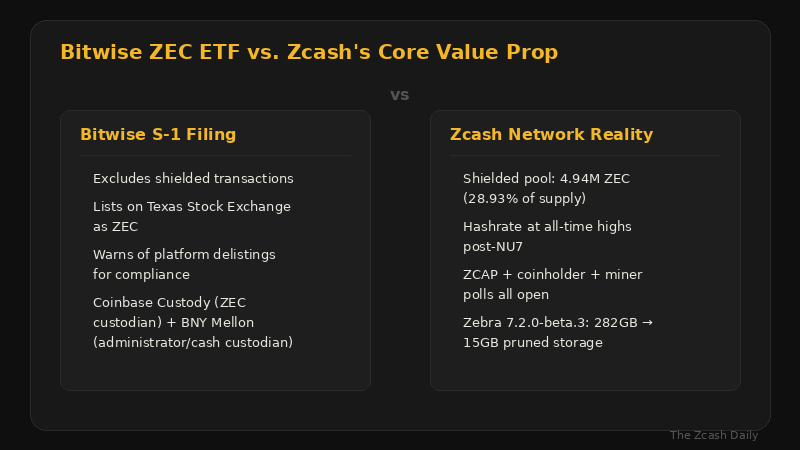 Bitwise ZEC ETF vs. Zcash's Core Value Prop
vs
Bitwise S-1 Filing
Excludes shielded transactions
Lists on Texas Stock Exchange
as ZEC
Warns of platform delistings
for compliance
Coinbase Custody (ZEC
custodian) + BNY Mellon
(administrator/cash custodian)
Zcash Network Reality
Shielded pool: 4.94M ZEC
(28.93% of supply)
Hashrate at all-time highs
post-NU7
ZCAP + coinholder + miner
polls all open
Zebra 7.2.0-beta.3: 282GB →
15GB pruned storage
The Zcash Daily